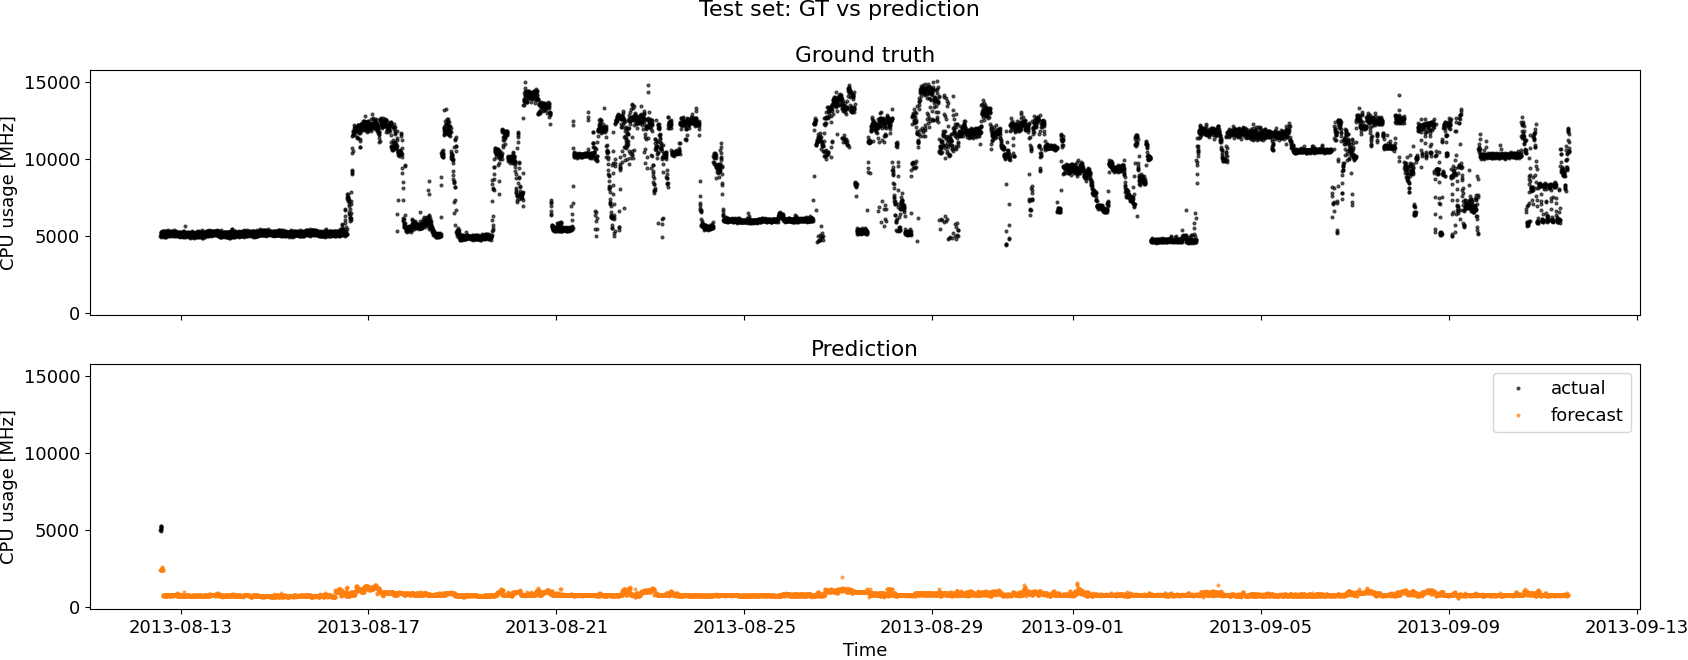 Test set: GT vs prediction
Ground truth
CPU usage [MHz]
15000
10000
5000
0
Prediction
CPU usage [MHz]
15000
10000
5000
0
actual
forecast
2013-08-13 2013-08-17 2013-08-21 2013-08-25 2013-08-29 2013-09-01 2013-09-05 2013-09-09 2013-09-13
Time